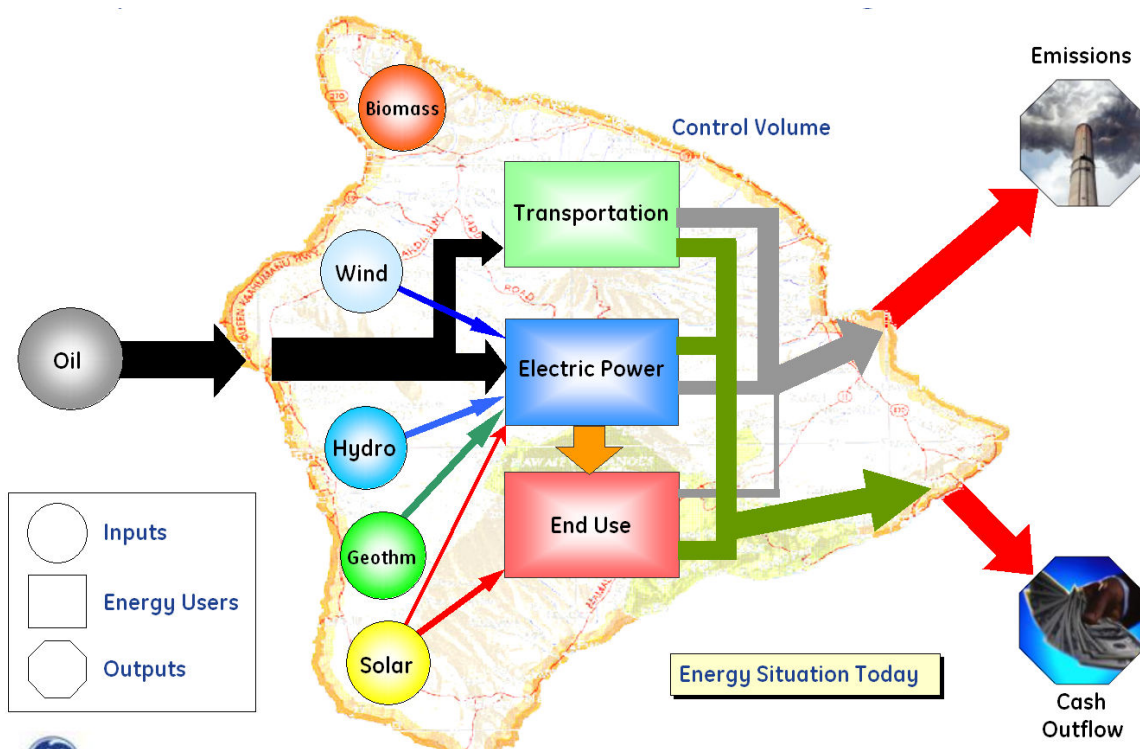 Emissions
Biomass
Control Volume
Transportation
Wind
ROAD
Oil
Electric Power
Hydro
End Use
Inputs
Geothm
Energy Users
Solar
Outputs
Energy Situation Today
Cash
Outflow